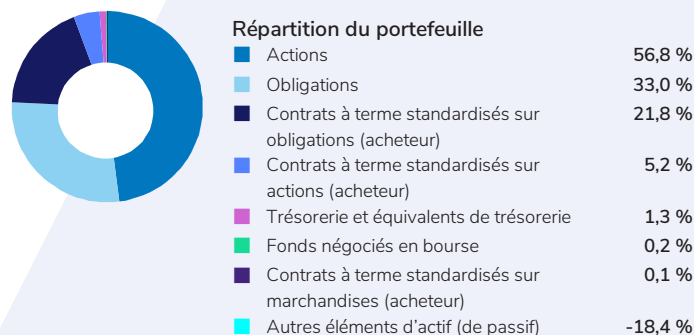 Répartition du portefeuille
Actions 56,8 %
Obligations 33,0 %
Contrats à terme standardisés sur 21,8 %
obligations (acheteur)
Contrats à terme standardisés sur 5,2 %
actions (acheteur)
Trésorerie et équivalents de trésorerie 1,3 %
Fonds négociés en bourse 0,2 %
Contrats à terme standardisés sur 0,1 %
marchandises (acheteur)
Autres éléments d’actif (de passif) -18,4 %